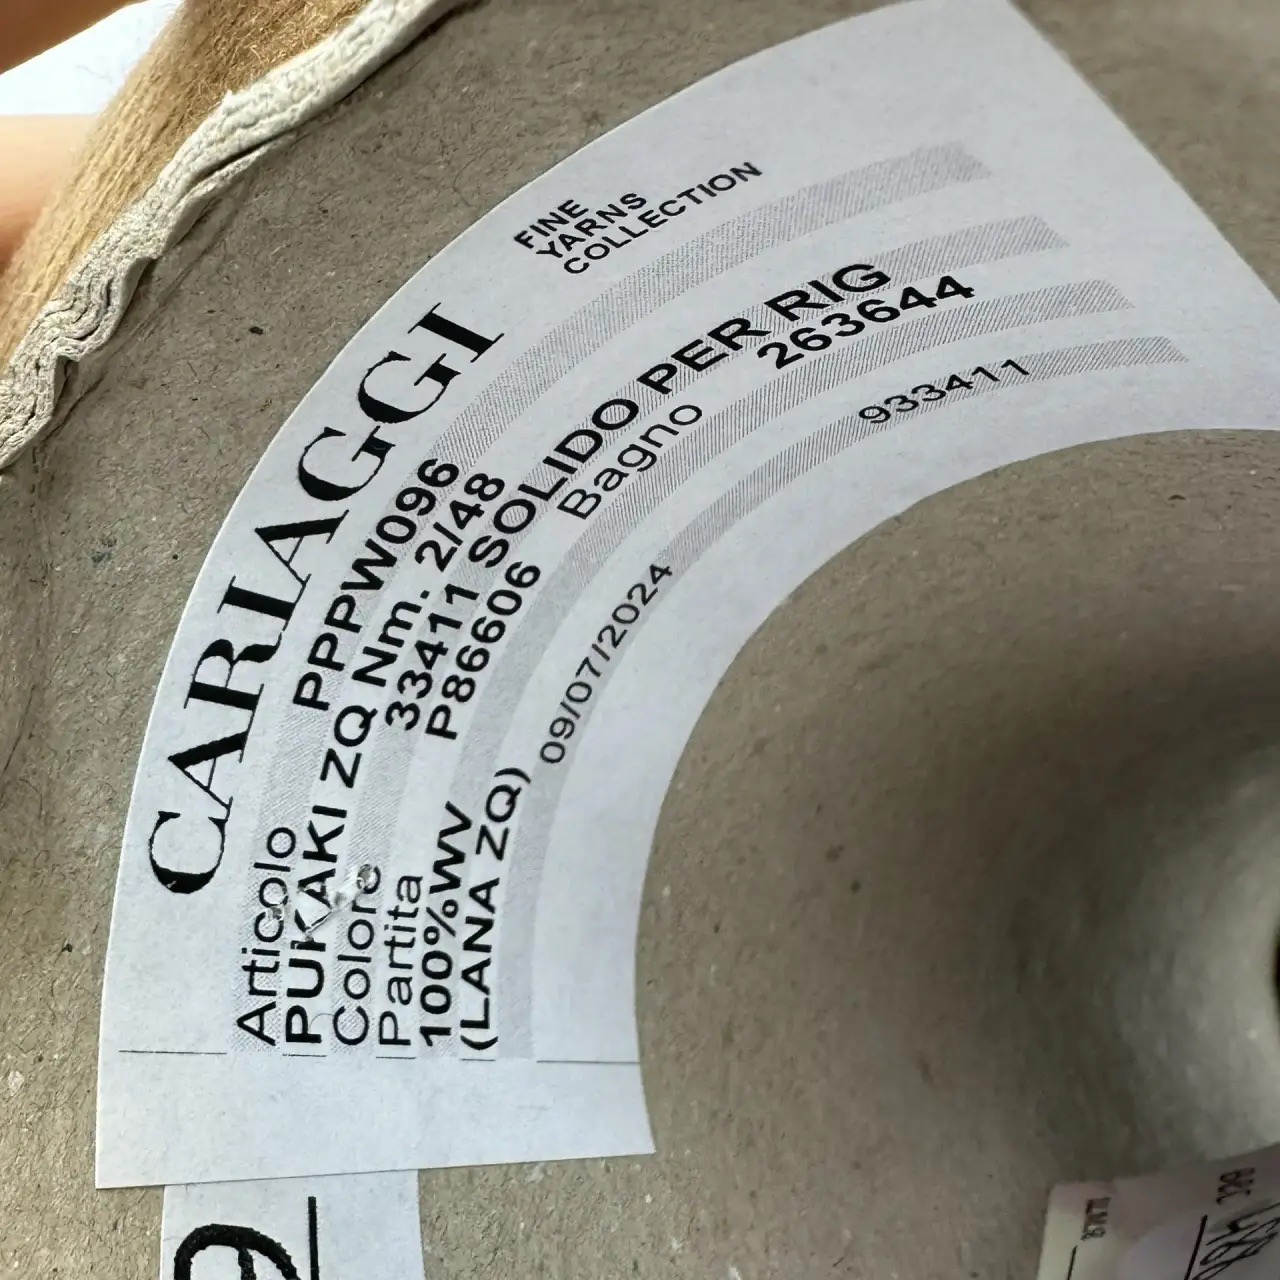 CARIAGGI
FINE
YARNS
COLLECTION
Articolo PPPW096
PUKAKI ZQ Nm. 2/48
Colore 33411 SOLIDO PER RIG
Partita P86606 Bagno 263644
100%WV
(LANA ZQ) 09/07/2024 933411